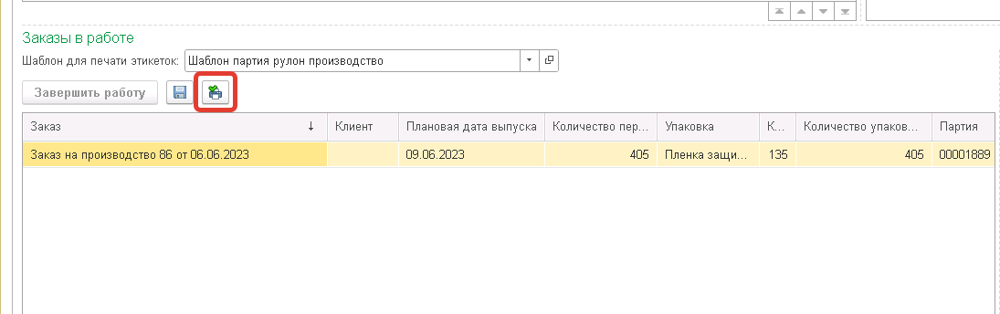 Заказы в работе
Шаблон для печати этикеток: Шаблон партия рулон производство
Завершить работу
Заказ ↓ Клиент Плановая дата выпуска Количество пер... Упаковка К... Количество упаков... Партия
Заказ на производство 86 от 06.06.2023 09.06.2023 405 Пленка защи... 135 405 00001889